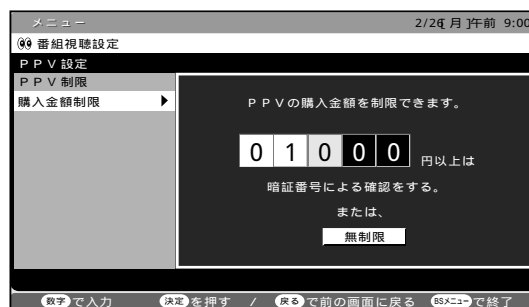 メニュー
2/26[月]午前 9:00
番組視聴設定
ＰＰＶ設定
ＰＰＶ制限
購入金額制限
ＰＰＶの購入金額を制限できます。
0 1 0 0 0 円以上は
暗証番号による確認をする。
または、
無制限
数字で入力 決定を押す / 戻るで前の画面に戻る BSメニューで終了